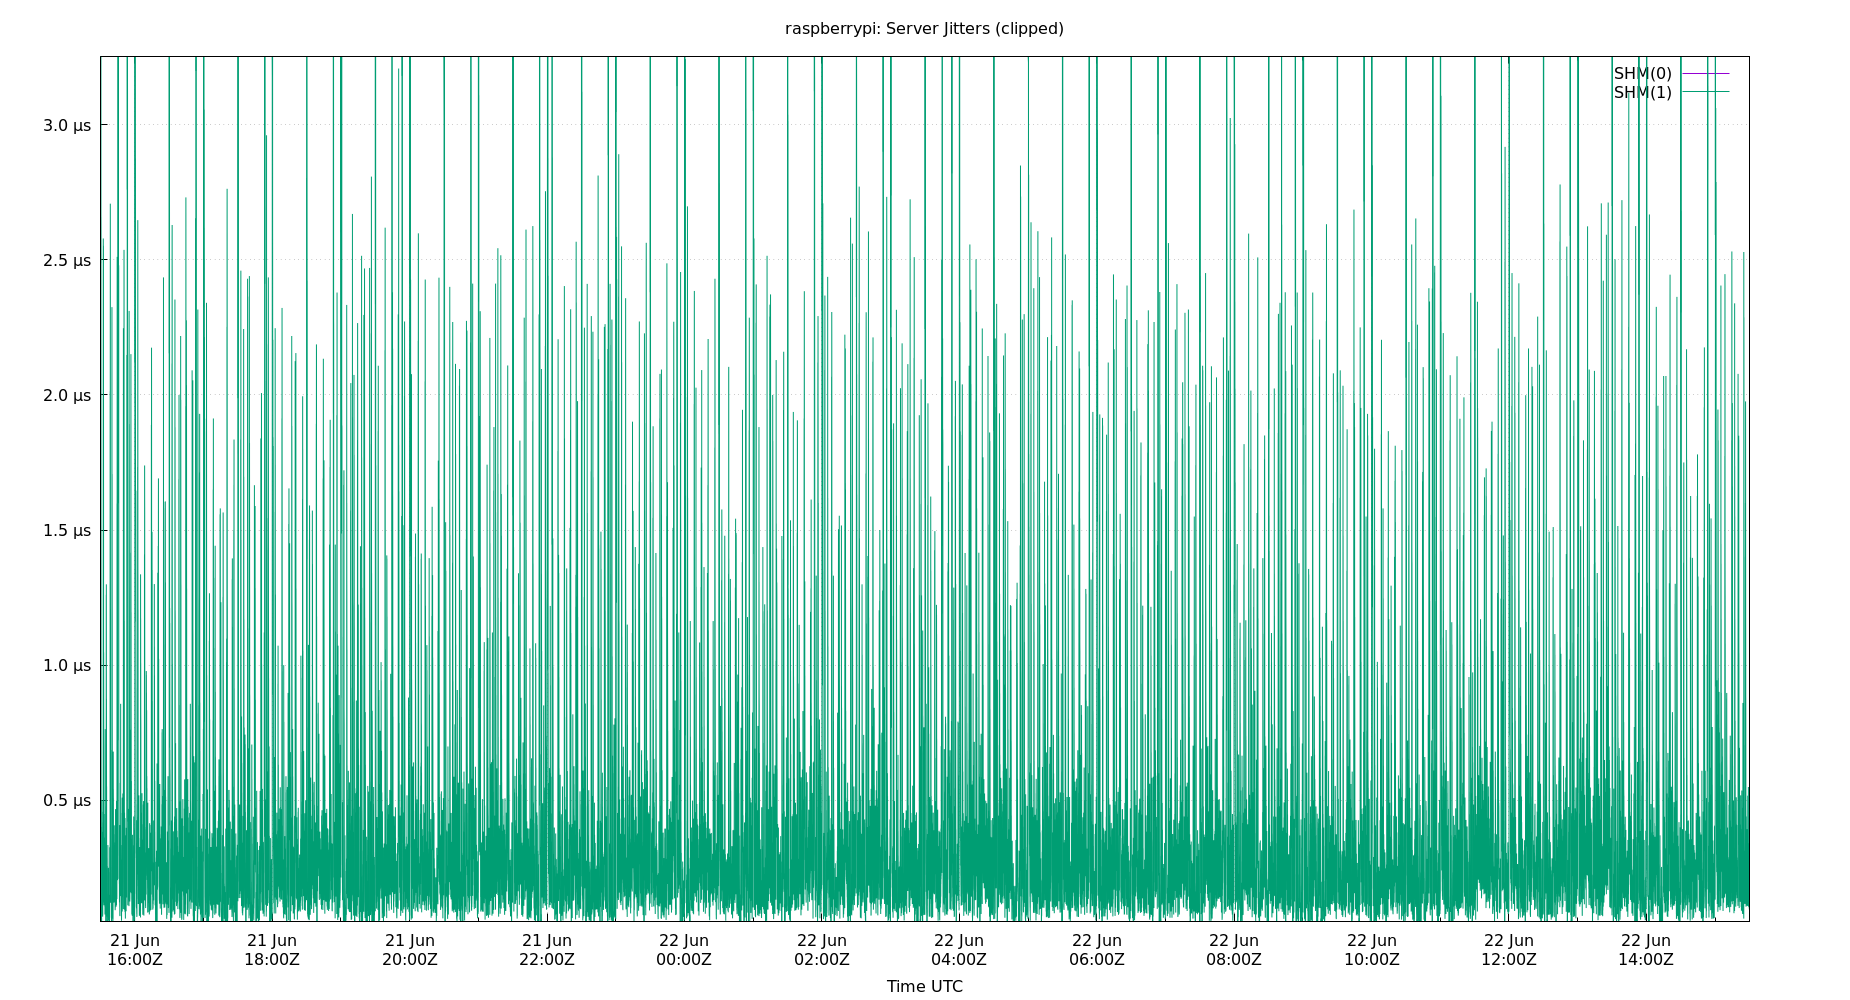 raspberrypi: Server Jitters (clipped)
SHM(0)
SHM(1)
3.0 µs
2.5 µs
2.0 µs
1.5 µs
1.0 µs
0.5 µs
21 Jun 21 Jun 21 Jun 21 Jun 22 Jun 22 Jun 22 Jun 22 Jun 22 Jun 22 Jun 22 Jun 22 Jun
16:00Z 18:00Z 20:00Z 22:00Z 00:00Z 02:00Z 04:00Z 06:00Z 08:00Z 10:00Z 12:00Z 14:00Z
Time UTC